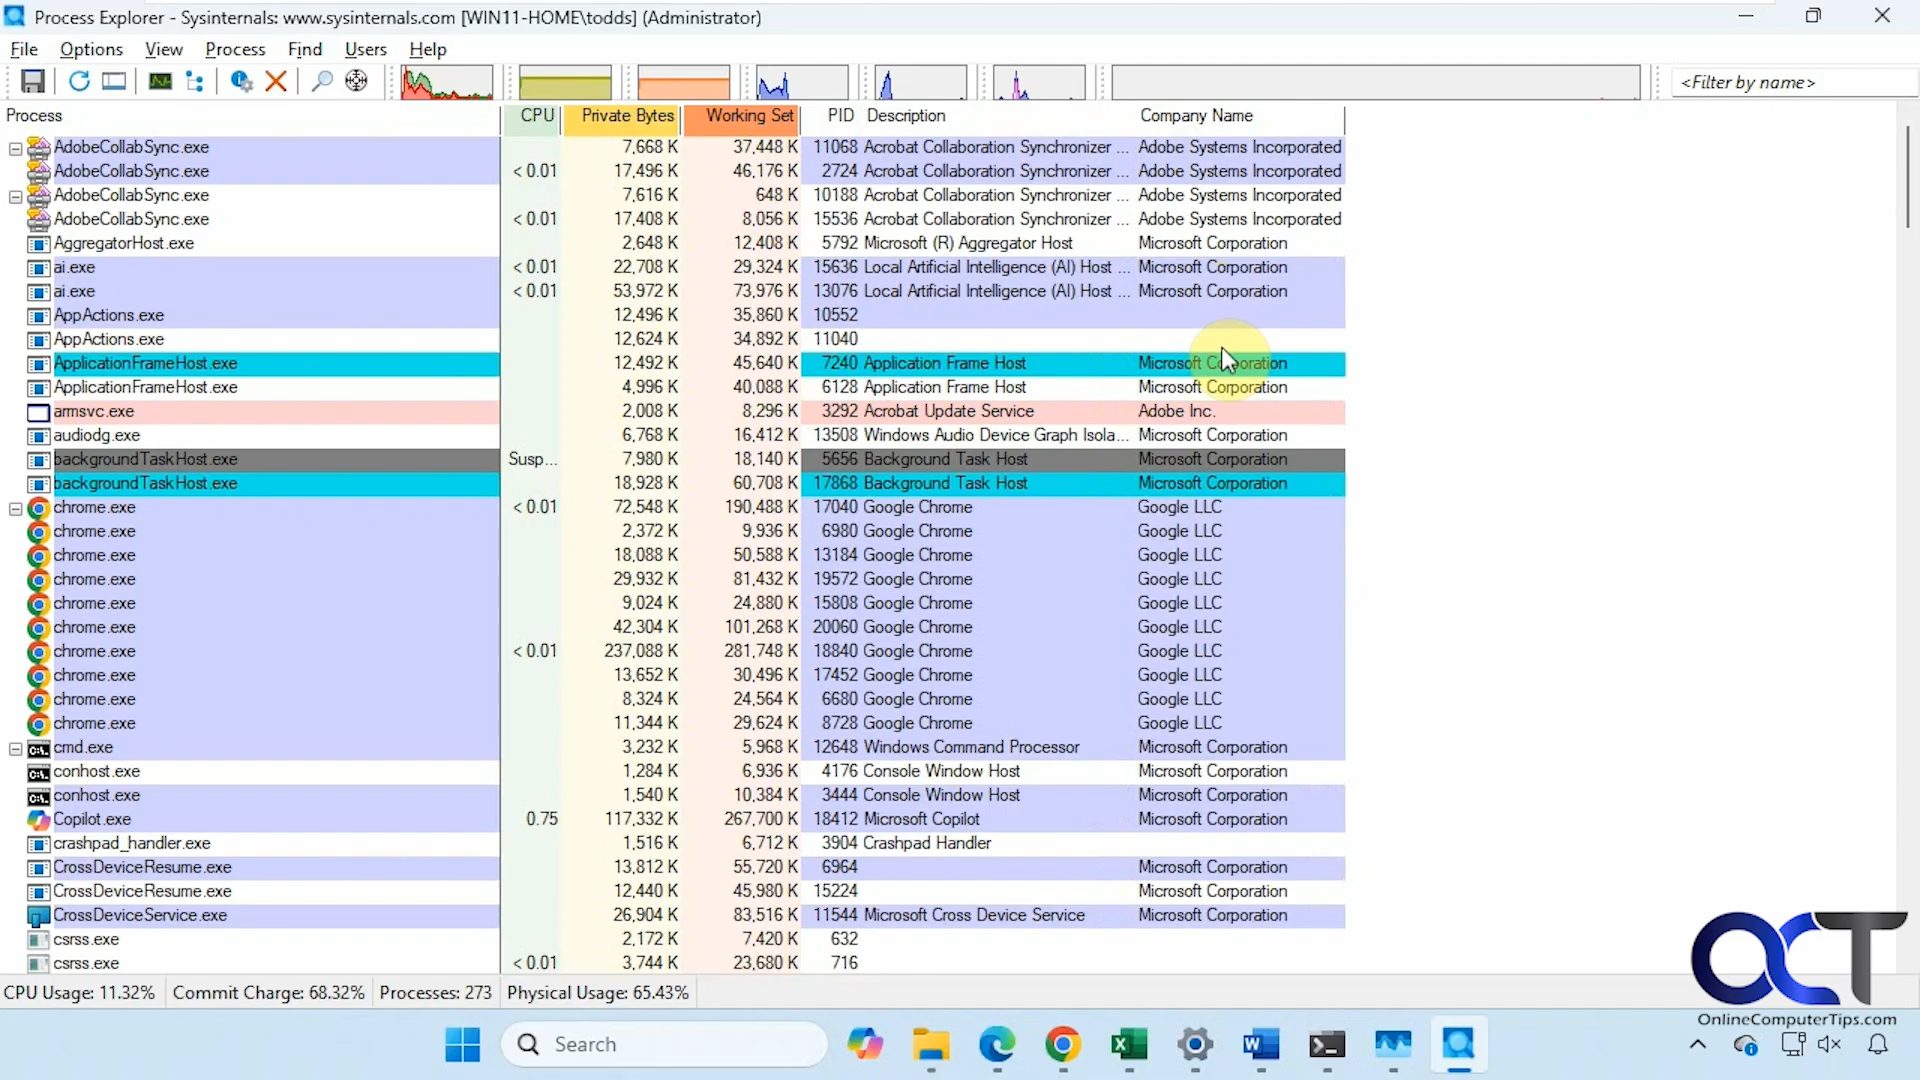 Process Explorer - Sysinternals: www.sysinternals.com [WIN11-HOME\todds] (Administrator)
File Options View Process Find Users Help
<Filter by name>
Process CPU Private Bytes Working Set PID Description Company Name
AdobeCollabSync.exe 7,668 K 37,448 K 11068 Acrobat Collaboration Synchronizer ... Adobe Systems Incorporated
AdobeCollabSync.exe < 0.01 17,496 K 46,176 K 2724 Acrobat Collaboration Synchronizer ... Adobe Systems Incorporated
AdobeCollabSync.exe 7,616 K 648 K 10188 Acrobat Collaboration Synchronizer ... Adobe Systems Incorporated
AdobeCollabSync.exe < 0.01 17,408 K 8,056 K 15536 Acrobat Collaboration Synchronizer ... Adobe Systems Incorporated
AggregatorHost.exe 2,648 K 12,408 K 5792 Microsoft (R) Aggregator Host Microsoft Corporation
ai.exe < 0.01 22,708 K 29,324 K 15636 Local Artificial Intelligence (AI) Host ... Microsoft Corporation
ai.exe < 0.01 53,972 K 73,976 K 13076 Local Artificial Intelligence (AI) Host ... Microsoft Corporation
AppActions.exe 12,496 K 35,860 K 10552
AppActions.exe 12,624 K 34,892 K 11040
ApplicationFrameHost.exe 12,492 K 45,640 K 7240 Application Frame Host Microsoft Corporation
ApplicationFrameHost.exe 4,996 K 40,088 K 6128 Application Frame Host Microsoft Corporation
armsvc.exe 2,008 K 8,296 K 3292 Acrobat Update Service Adobe Inc.
audiodg.exe 6,768 K 16,412 K 13508 Windows Audio Device Graph Isola... Microsoft Corporation
backgroundTaskHost.exe Susp... 7,980 K 18,140 K 5656 Background Task Host Microsoft Corporation
backgroundTaskHost.exe 18,928 K 60,708 K 17868 Background Task Host Microsoft Corporation
chrome.exe < 0.01 72,548 K 190,488 K 17040 Google Chrome Google LLC
chrome.exe 2,372 K 9,936 K 6980 Google Chrome Google LLC
chrome.exe 18,088 K 50,588 K 13184 Google Chrome Google LLC
chrome.exe 29,932 K 81,432 K 19572 Google Chrome Google LLC
chrome.exe 9,024 K 24,880 K 15808 Google Chrome Google LLC
chrome.exe 42,304 K 101,268 K 20060 Google Chrome Google LLC
chrome.exe < 0.01 237,088 K 281,748 K 18840 Google Chrome Google LLC
chrome.exe 13,652 K 30,496 K 17452 Google Chrome Google LLC
chrome.exe 8,324 K 24,564 K 6680 Google Chrome Google LLC
chrome.exe 11,344 K 29,624 K 8728 Google Chrome Google LLC
cmd.exe 3,232 K 5,968 K 12648 Windows Command Processor Microsoft Corporation
conhost.exe 1,284 K 6,936 K 4176 Console Window Host Microsoft Corporation
conhost.exe 1,540 K 10,384 K 3444 Console Window Host Microsoft Corporation
Copilot.exe 0.75 117,332 K 267,700 K 18412 Microsoft Copilot Microsoft Corporation
crashpad_handler.exe 1,516 K 6,712 K 3904 Crashpad Handler
CrossDeviceResume.exe 13,812 K 55,720 K 6964 Microsoft Corporation
CrossDeviceResume.exe 12,440 K 45,980 K 15224 Microsoft Corporation
CrossDeviceService.exe 26,904 K 83,516 K 11544 Microsoft Cross Device Service Microsoft Corporation
csrss.exe 2,172 K 7,420 K 632
csrss.exe < 0.01 3,744 K 23,680 K 716
CPU Usage: 11.32% Commit Charge: 68.32% Processes: 273 Physical Usage: 65.43%
OCT
OnlineComputerTips.com
Search